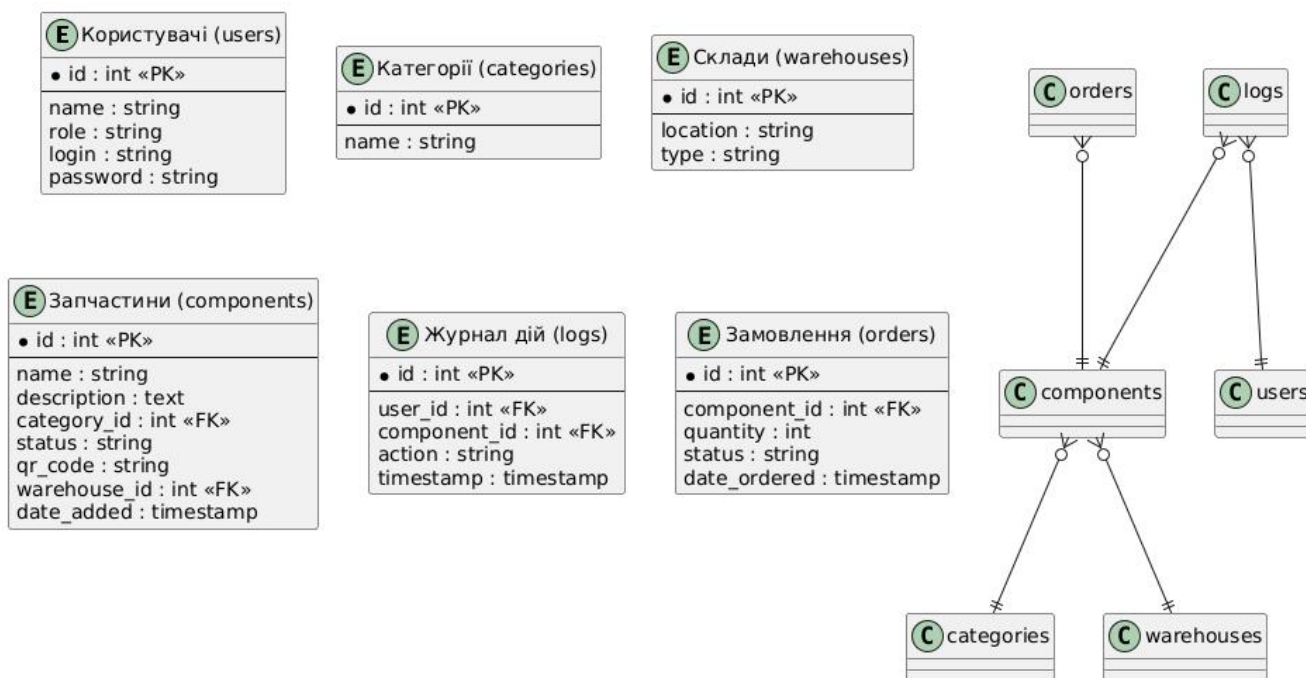 E Користувачі (users)
id : int «PK»
name : string
role : string
login : string
password : string
E Категорії (categories)
id : int «PK»
name : string
E Склади (warehouses)
id : int «PK»
location : string
type : string
E Запчастини (components)
id : int «PK»
name : string
description : text
category_id : int «FK»
status : string
qr_code : string
warehouse_id : int «FK»
date_added : timestamp
E Журнал дій (logs)
id : int «PK»
user_id : int «FK»
component_id : int «FK»
action : string
timestamp : timestamp
E Замовлення (orders)
id : int «PK»
component_id : int «FK»
quantity : int
status : string
date_ordered : timestamp
C orders
C logs
C components
C users
C categories
C warehouses